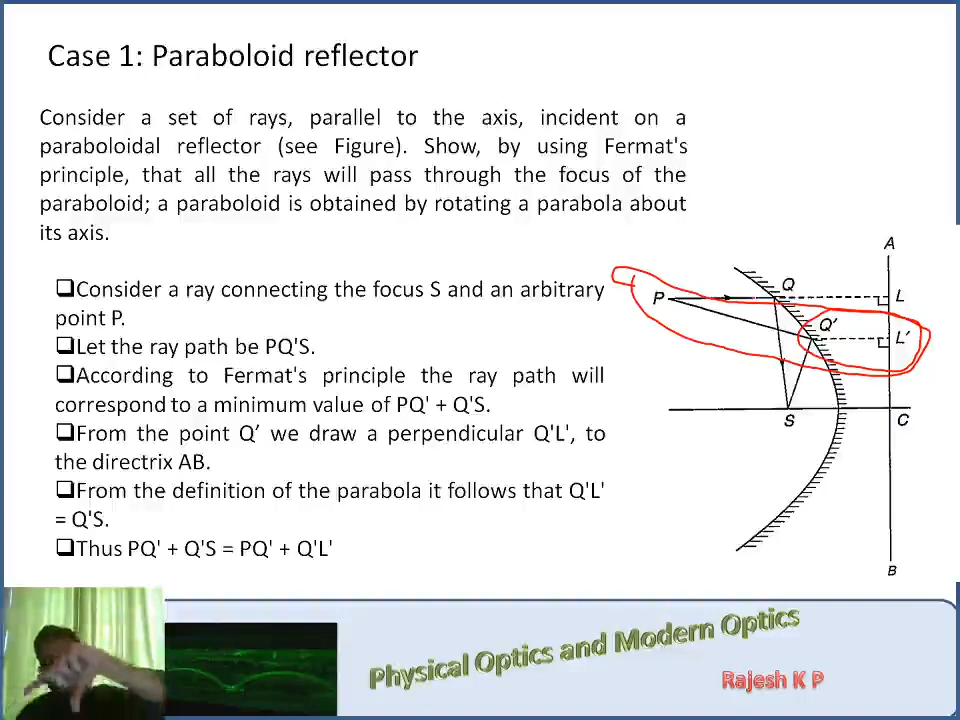 Case 1: Paraboloid reflector
Consider a set of rays, parallel to the axis, incident on a
paraboloidal reflector (see Figure). Show, by using Fermat's
principle, that all the rays will pass through the focus of the
paraboloid; a paraboloid is obtained by rotating a parabola about
its axis.
❑Consider a ray connecting the focus S and an arbitrary
point P.
❑Let the ray path be PQ'S.
❑According to Fermat's principle the ray path will
correspond to a minimum value of PQ' + Q'S.
❑From the point Q′ we draw a perpendicular Q'L', to
the directrix AB.
❑From the definition of the parabola it follows that Q'L'
= Q'S.
❑Thus PQ' + Q'S = PQ' + Q'L'
A
Q
L
P
Q′
L′
S
C
B
Physical Optics and Modern Optics
Rajesh K P